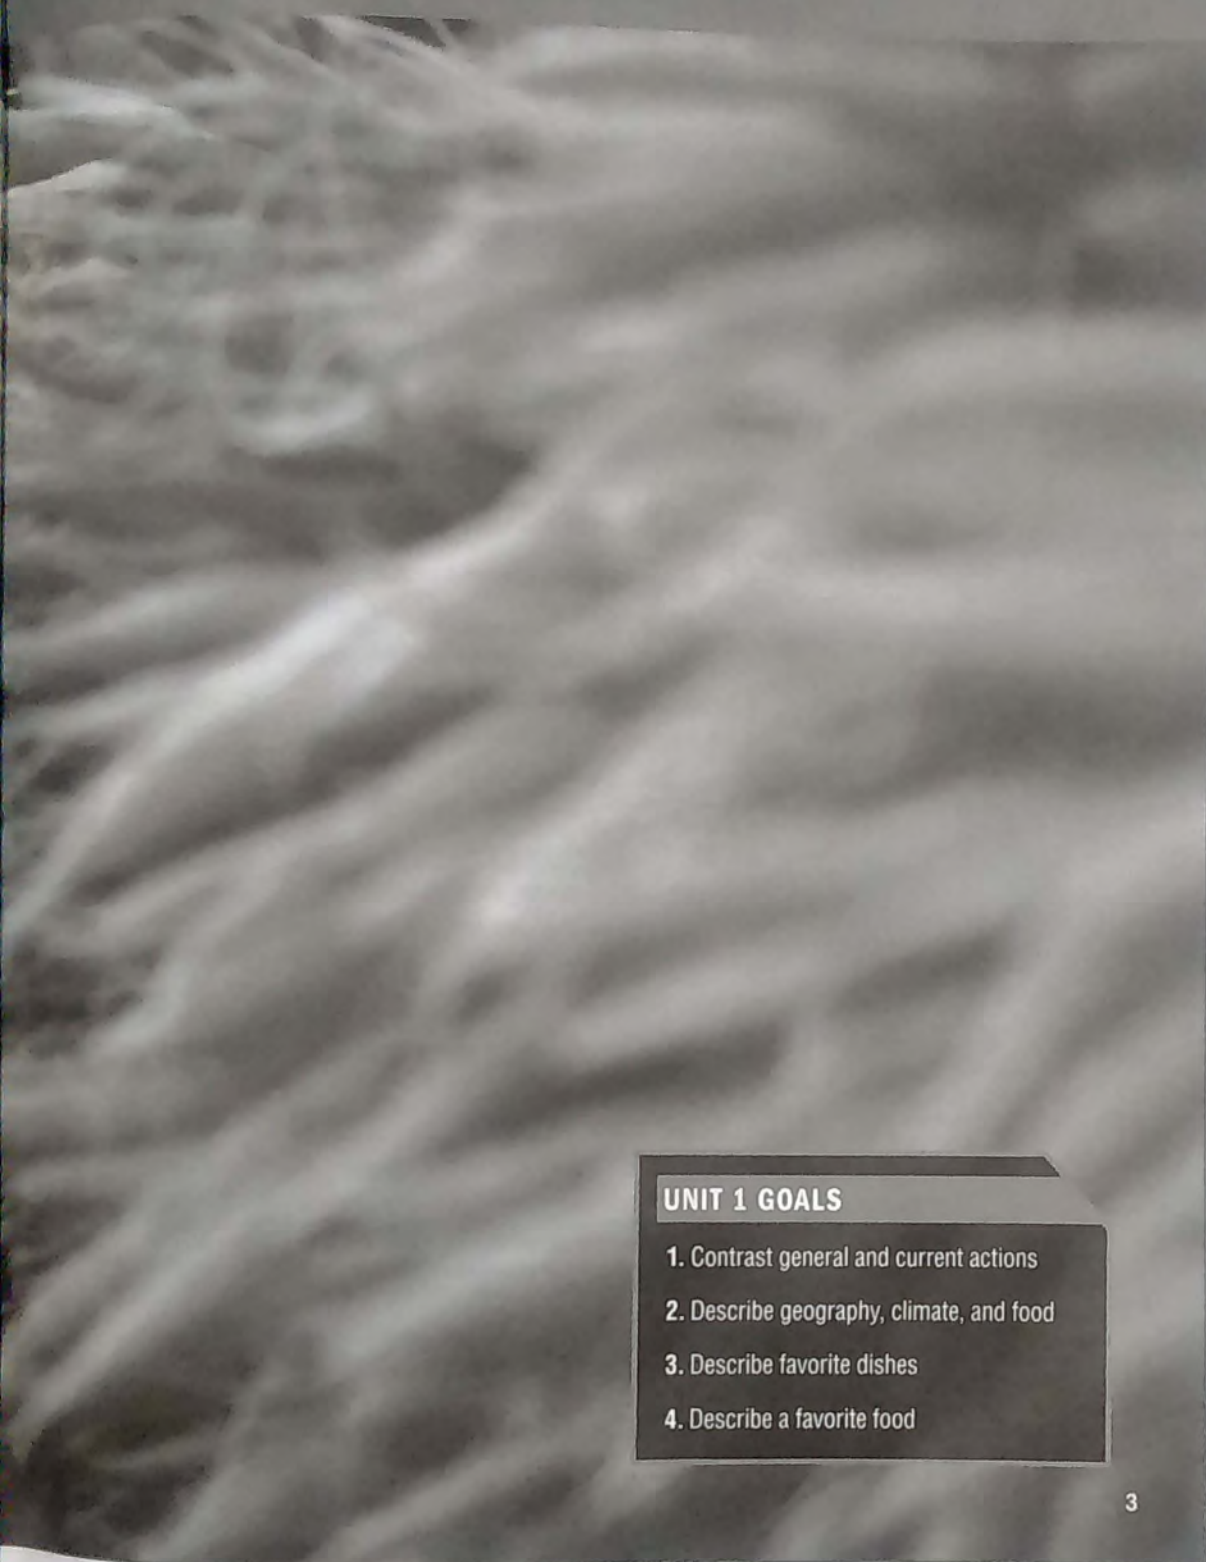 UNIT 1 GOALS
1. Contrast general and current actions
2. Describe geography, climate, and food
3. Describe favorite dishes
4. Describe a favorite food
3